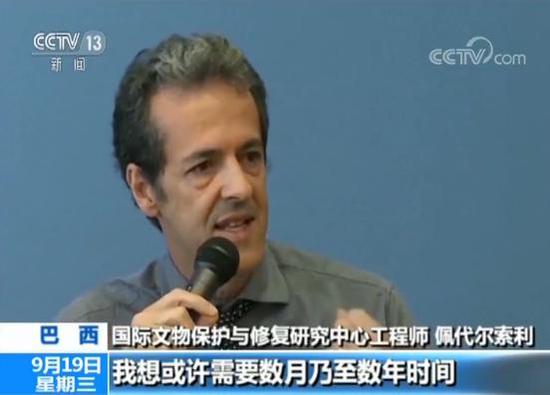 CCTV 13
新闻
CCTV.com
巴西
国际文物保护与修复研究中心工程师 佩代尔索利
9月19日
星期三
我想或许需要数月乃至数年时间